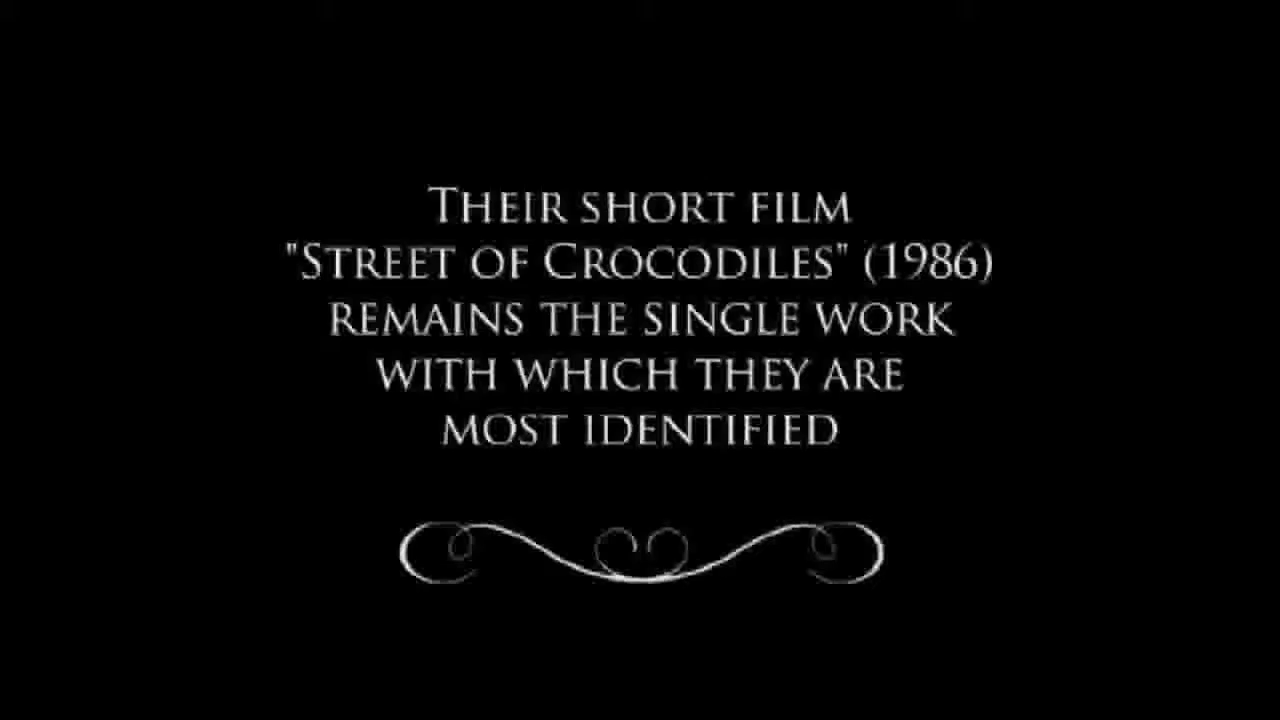 Their short film
"Street of Crocodiles" (1986)
remains the single work
with which they are
most identified